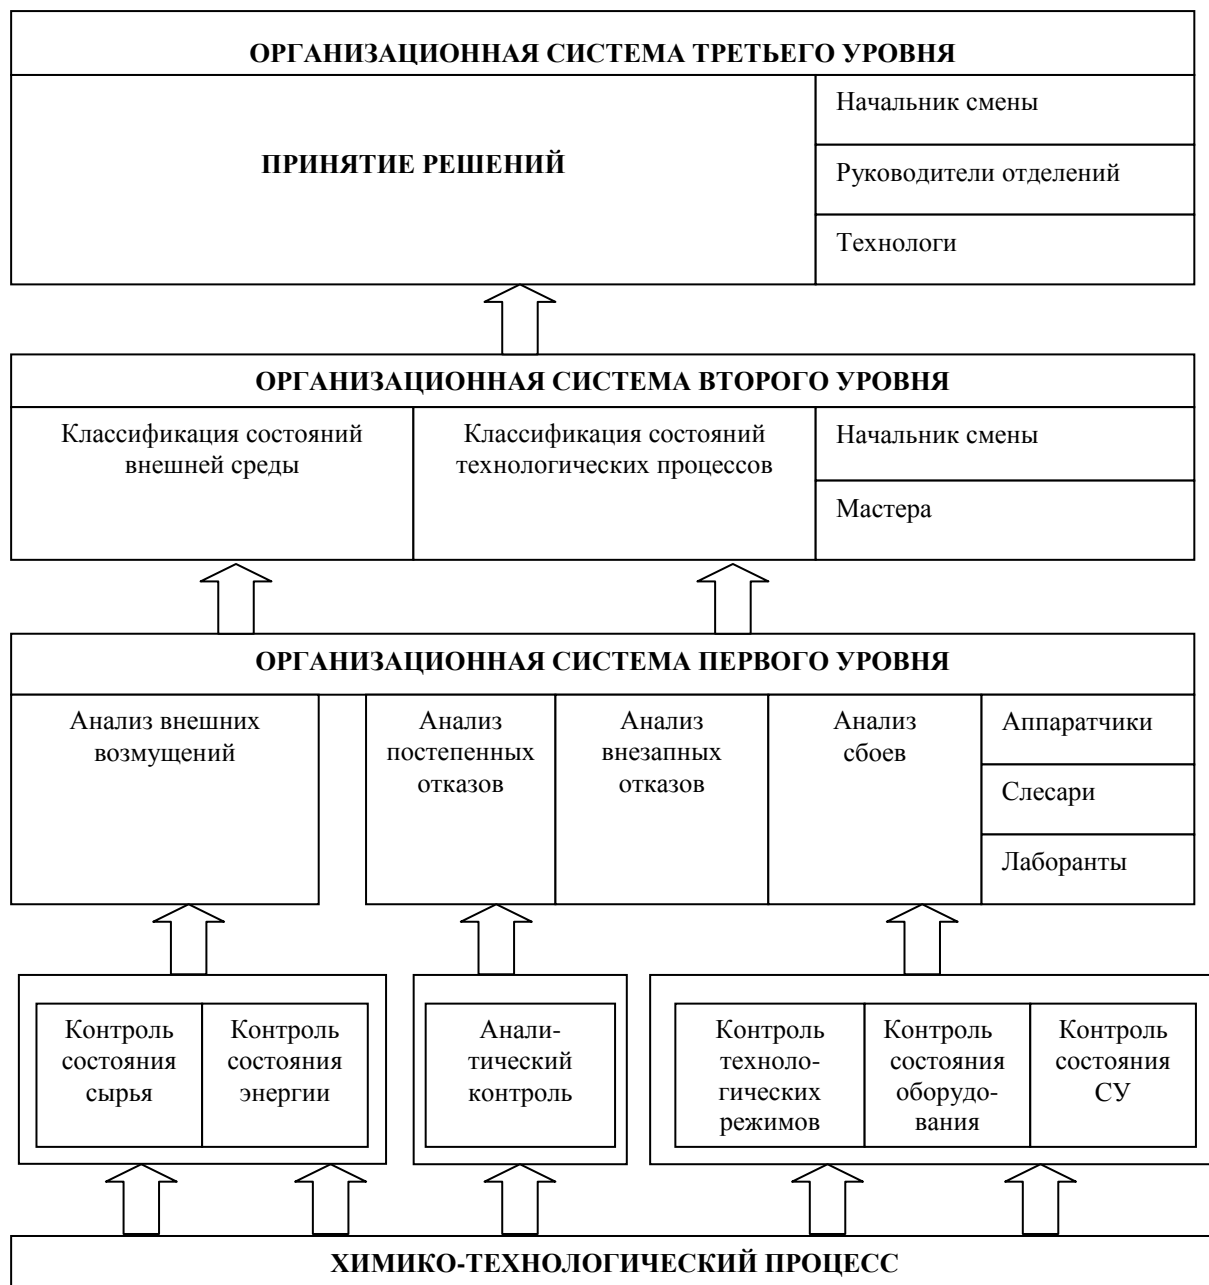 ОРГАНИЗАЦИОННАЯ СИСТЕМА ТРЕТЬЕГО УРОВНЯ
ПРИНЯТИЕ РЕШЕНИЙ
Начальник смены
Руководители отделений
Технологи
ОРГАНИЗАЦИОННАЯ СИСТЕМА ВТОРОГО УРОВНЯ
Классификация состояний
внешней среды
Классификация состояний
технологических процессов
Начальник смены
Мастера
ОРГАНИЗАЦИОННАЯ СИСТЕМА ПЕРВОГО УРОВНЯ
Анализ внешних
возмущений
Анализ
постепенных
отказов
Анализ
внезапных
отказов
Анализ
сбоев
Аппаратчики
Слесари
Лаборанты
Контроль
состояния
сырья
Контроль
состояния
энергии
Анали-
тический
контроль
Контроль
техноло-
гических
режимов
Контроль
состояния
оборудо-
вания
Контроль
состояния
СУ
ХИМИКО-ТЕХНОЛОГИЧЕСКИЙ ПРОЦЕСС